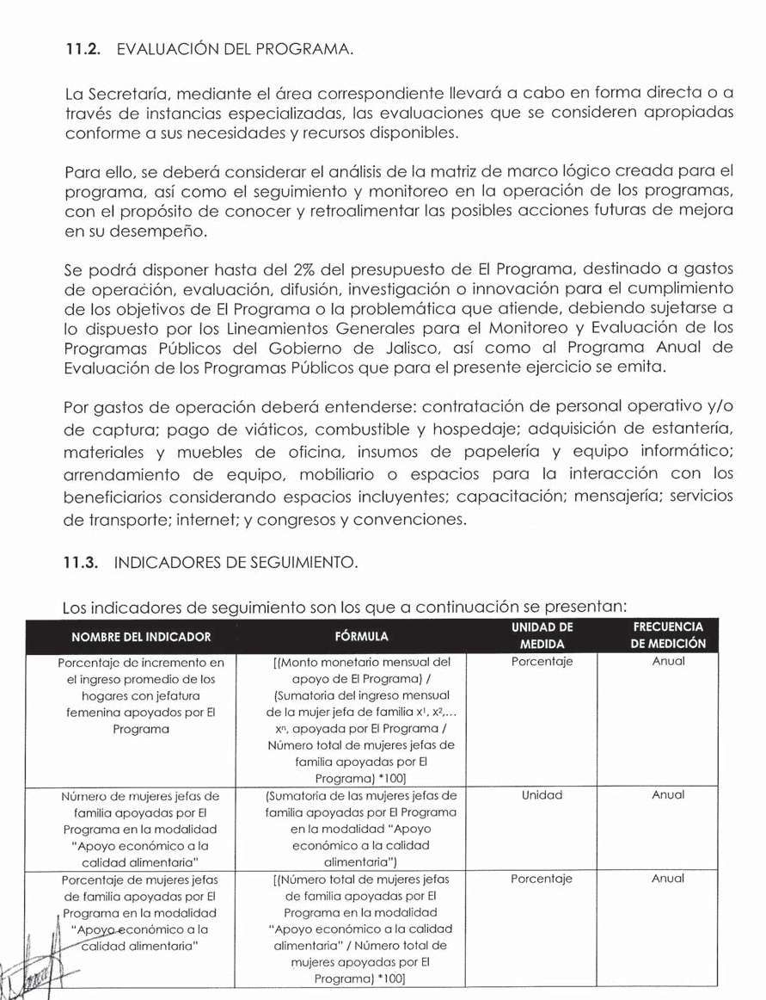 11.2. EVALUACIÓN DEL PROGRAMA.
La Secretaría, mediante el área correspondiente llevará a cabo en forma directa o a
través de instancias especializadas, las evaluaciones que se consideren apropiadas
conforme a sus necesidades y recursos disponibles.
Para ello, se deberá considerar el análisis de la matriz de marco lógico creada para el
programa, así como el seguimiento y monitoreo en la operación de los programas,
con el propósito de conocer y retroalimentar las posibles acciones futuras de mejora
en su desempeño.
Se podrá disponer hasta del 2% del presupuesto de El Programa, destinado a gastos
de operación, evaluación, difusión, investigación o innovación para el cumplimiento
de los objetivos de El Programa o la problemática que atiende, debiendo sujetarse a
lo dispuesto por los Lineamientos Generales para el Monitoreo y Evaluación de los
Programas Públicos del Gobierno de Jalisco, así como al Programa Anual de
Evaluación de los Programas Públicos que para el presente ejercicio se emita.
Por gastos de operación deberá entenderse: contratación de personal operativo y/o
de captura; pago de viáticos, combustible y hospedaje; adquisición de estantería,
materiales y muebles de oficina, insumos de papelería y equipo informático;
arrendamiento de equipo, mobiliario o espacios para la interacción con los
beneficiarios considerando espacios incluyentes; capacitación; mensajería; servicios
de transporte; internet; y congresos y convenciones.
11.3. INDICADORES DE SEGUIMIENTO.
Los indicadores de seguimiento son los que a continuación se presentan:
NOMBRE DEL INDICADOR
FÓRMULA
UNIDAD DE
MEDIDA
FRECUENCIA
DE MEDICIÓN
Porcentaje de incremento en
el ingreso promedio de los
hogares con jefatura
femenina apoyados por El
Programa
[(Monto monetario mensual del
apoyo de El Programa) /
(Sumatoria del ingreso mensual
de la mujer jefa de familia x¹, x²,...
xⁿ, apoyada por El Programa /
Número total de mujeres jefas de
familia apoyadas por El
Programa) *100]
Porcentaje
Anual
Número de mujeres jefas de
familia apoyadas por El
Programa en la modalidad
"Apoyo económico a la
calidad alimentaria"
(Sumatoria de las mujeres jefas de
familia apoyadas por El Programa
en la modalidad "Apoyo
económico a la calidad
alimentaria")
Unidad
Anual
Porcentaje de mujeres jefas
de familia apoyadas por El
Programa en la modalidad
"Apoyo económico a la
calidad alimentaria"
[(Número total de mujeres jefas
de familia apoyadas por El
Programa en la modalidad
"Apoyo económico a la calidad
alimentaria" / Número total de
mujeres apoyadas por El
Programa) *100]
Porcentaje
Anual